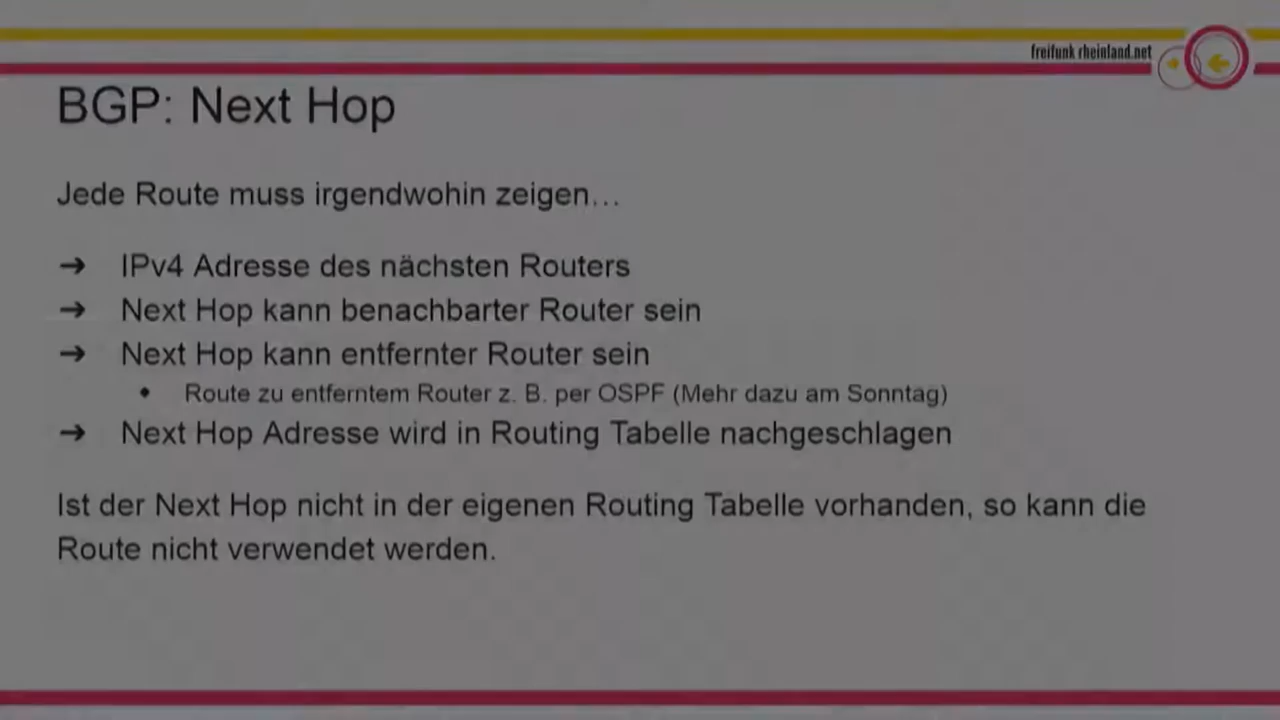 freifunk rheinland.net
BGP: Next Hop
Jede Route muss irgendwohin zeigen…
➔ IPv4 Adresse des nächsten Routers
➔ Next Hop kann benachbarter Router sein
➔ Next Hop kann entfernter Router sein
• Route zu entferntem Router z. B. per OSPF (Mehr dazu am Sonntag)
➔ Next Hop Adresse wird in Routing Tabelle nachgeschlagen
Ist der Next Hop nicht in der eigenen Routing Tabelle vorhanden, so kann die
Route nicht verwendet werden.